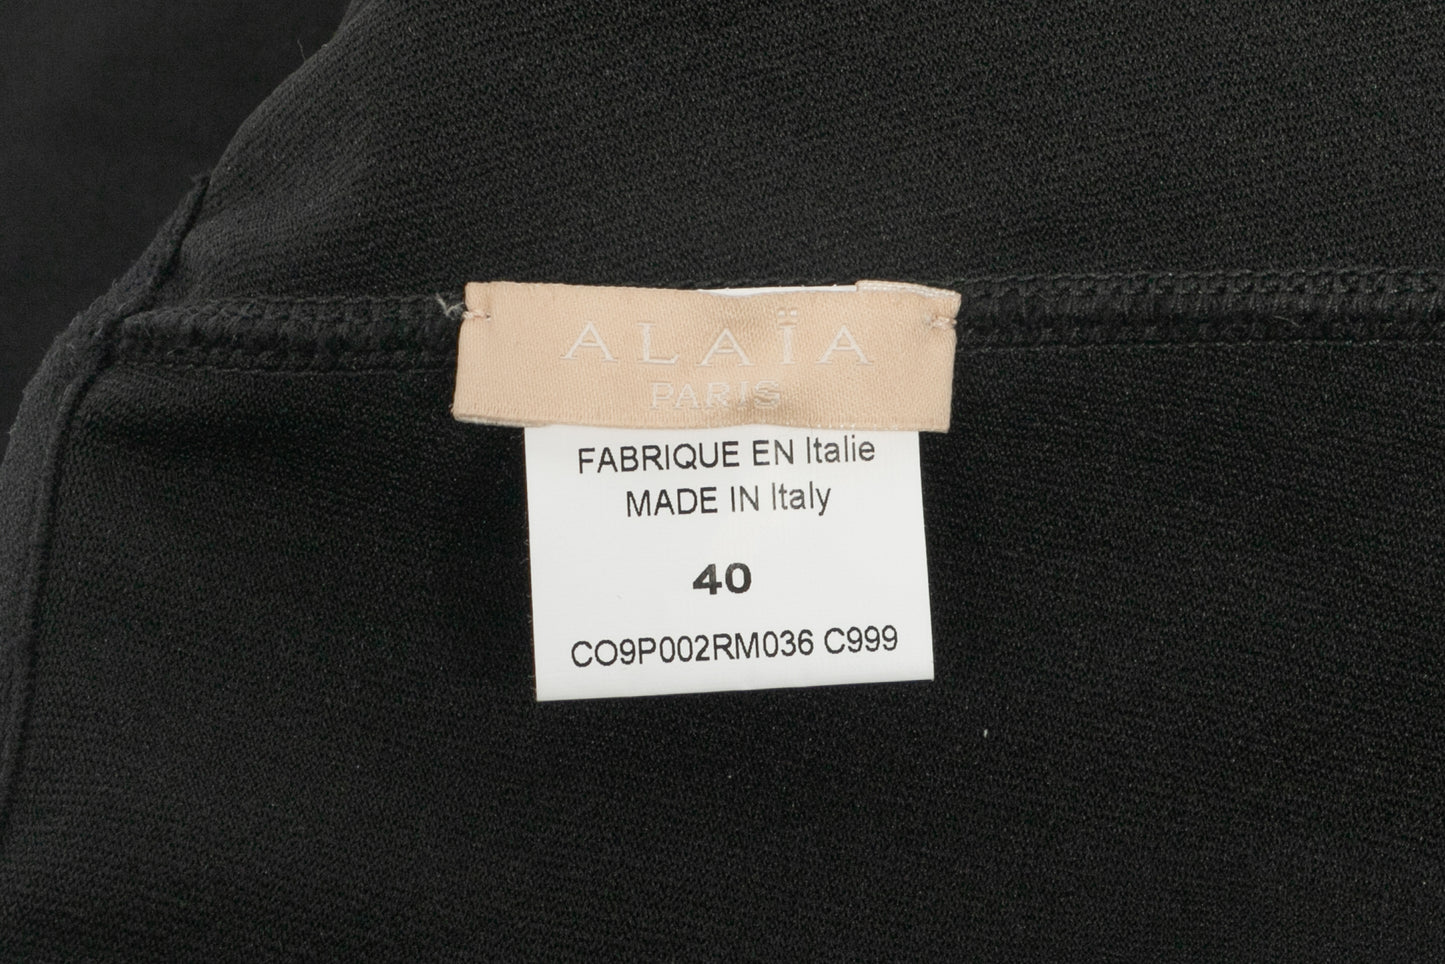 ALAÏA
PARIS
FABRIQUE EN Italie
MADE IN Italy
40
CO9P002RM036 C999